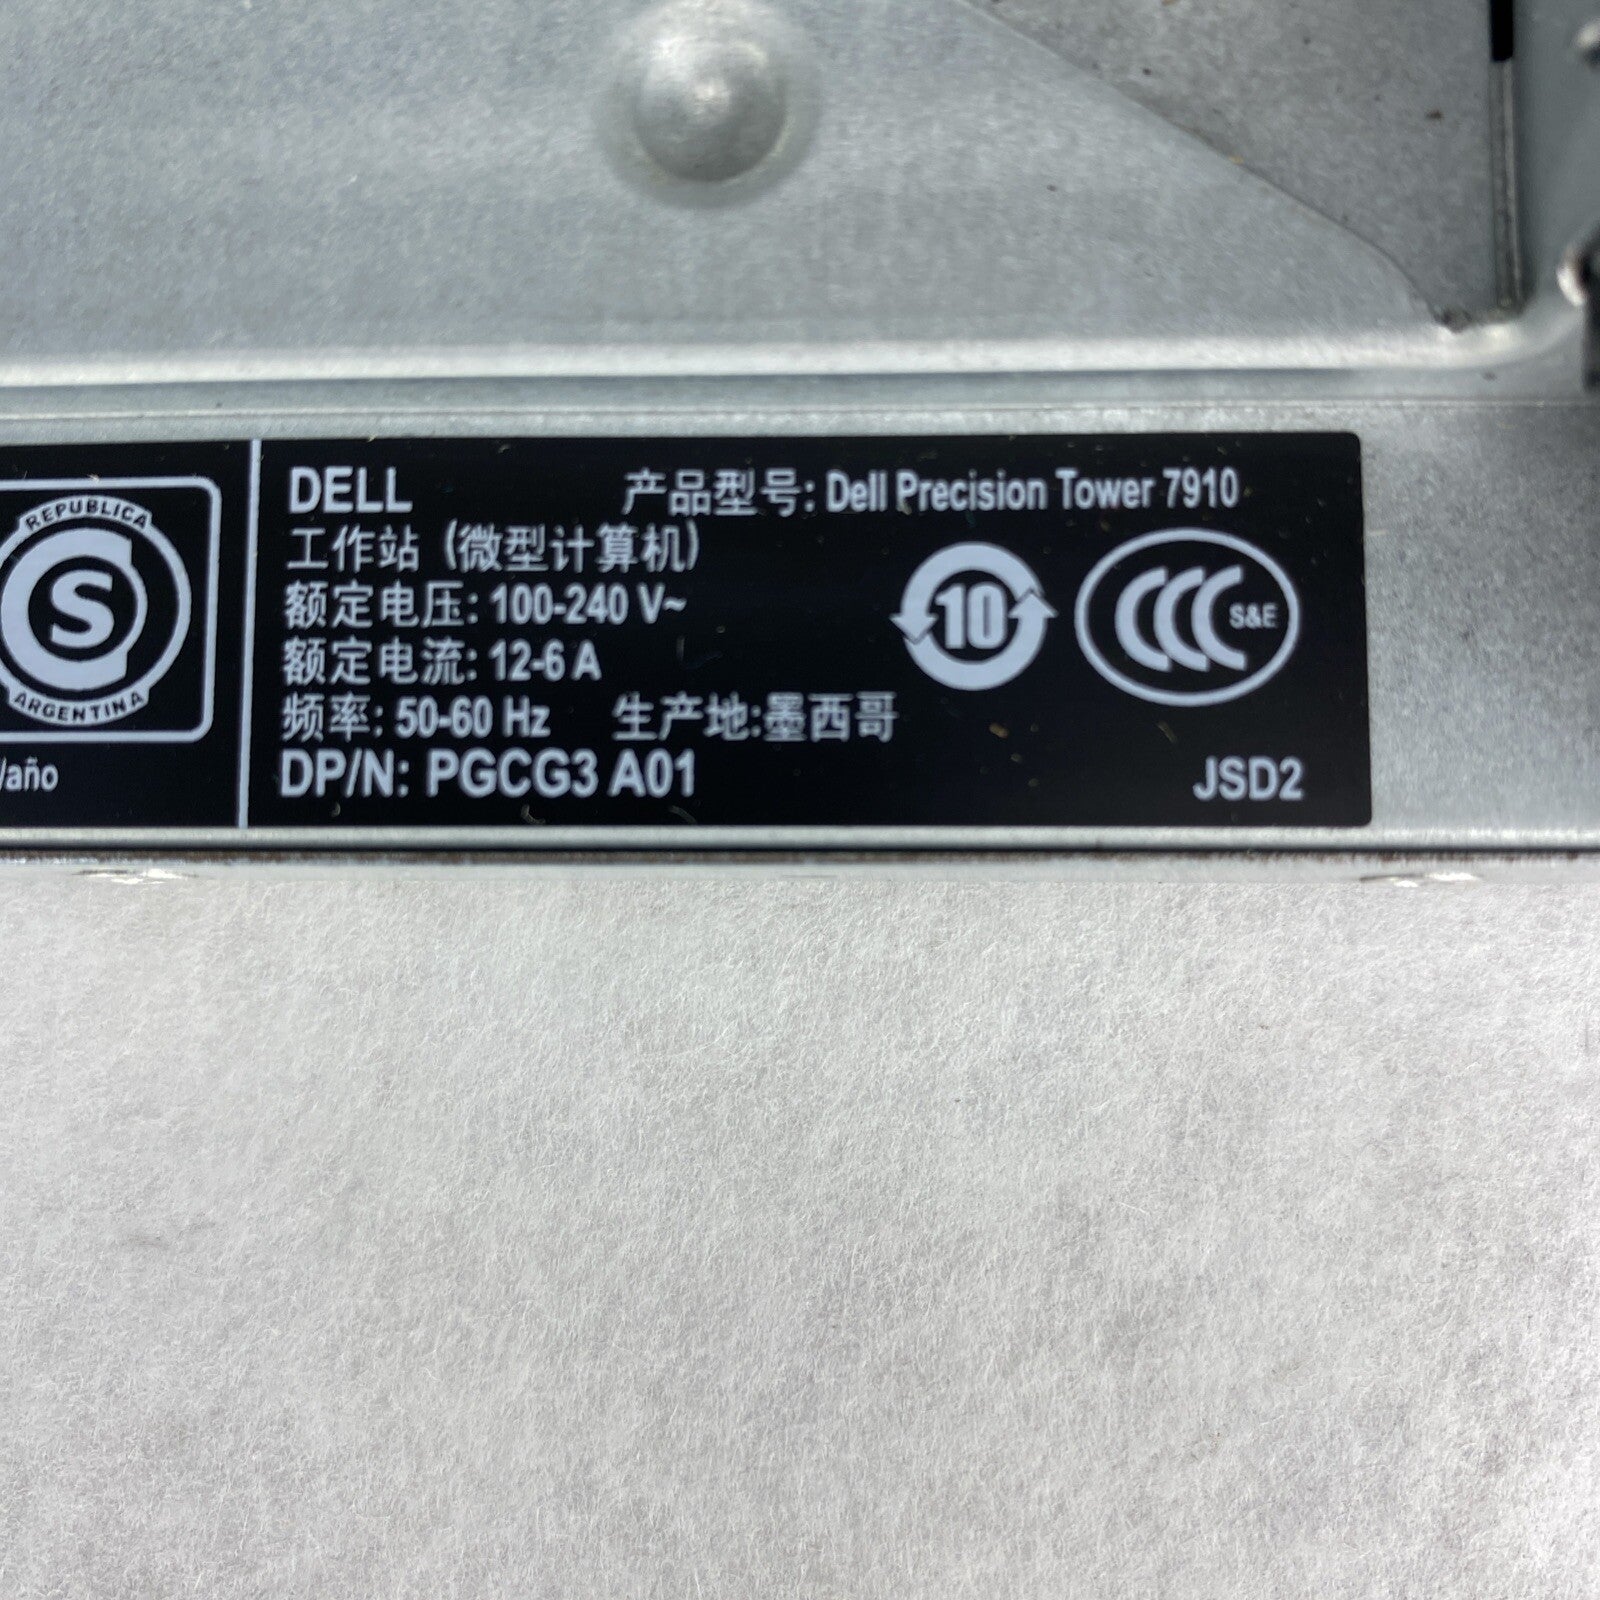 REPUBLICA
S
ARGENTINA
/año
DELL 产品型号: Dell Precision Tower 7910
工作站 (微型计算机)
额定电压: 100-240 V~
额定电流: 12-6 A
频率: 50-60 Hz 生产地:墨西哥
DP/N: PGCG3 A01
10
CCC S&E
JSD2